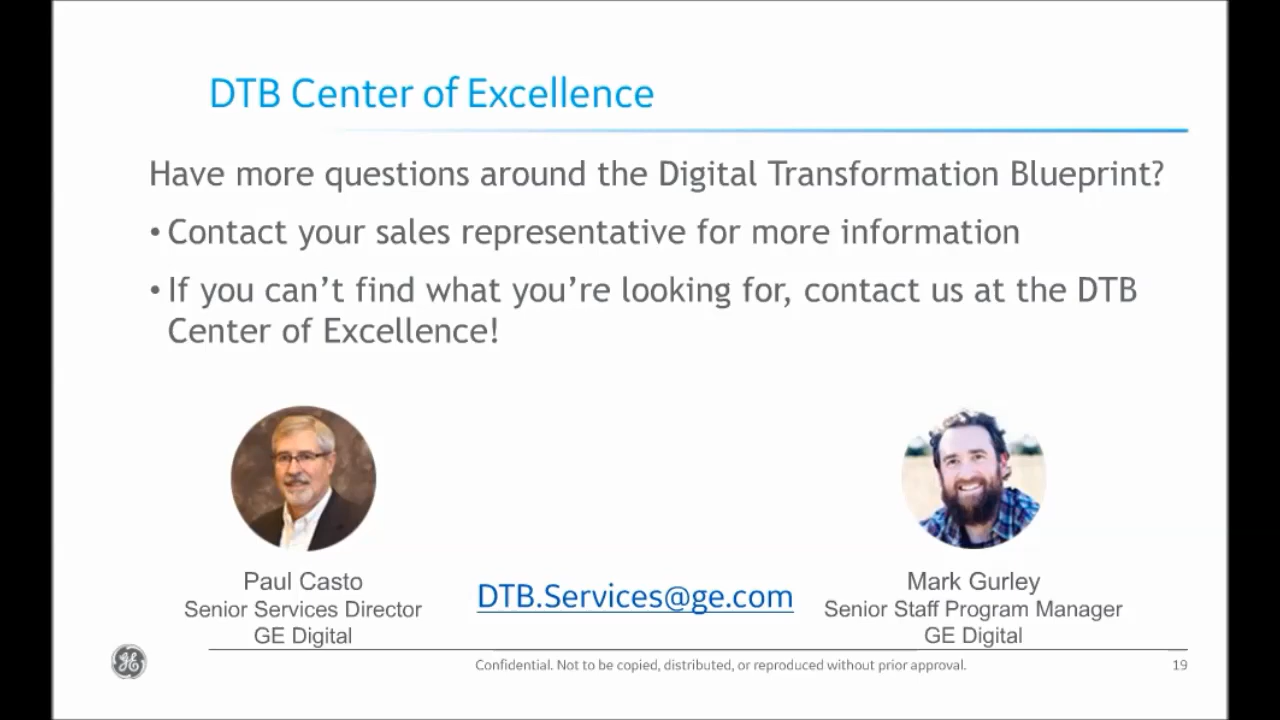 DTB Center of Excellence
Have more questions around the Digital Transformation Blueprint?
• Contact your sales representative for more information
• If you can’t find what you’re looking for, contact us at the DTB
Center of Excellence!
Paul Casto
Senior Services Director
GE Digital
DTB.Services@ge.com
Mark Gurley
Senior Staff Program Manager
GE Digital
GE
Confidential. Not to be copied, distributed, or reproduced without prior approval.
19